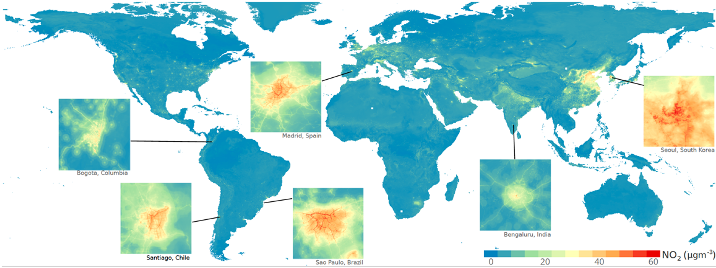 Madrid, Spain
Seoul, South Korea
Bogota, Columbia
Bengaluru, India
Santiago, Chile
Sao Paulo, Brazil
NO₂ (µgm⁻³)
0 20 40 60